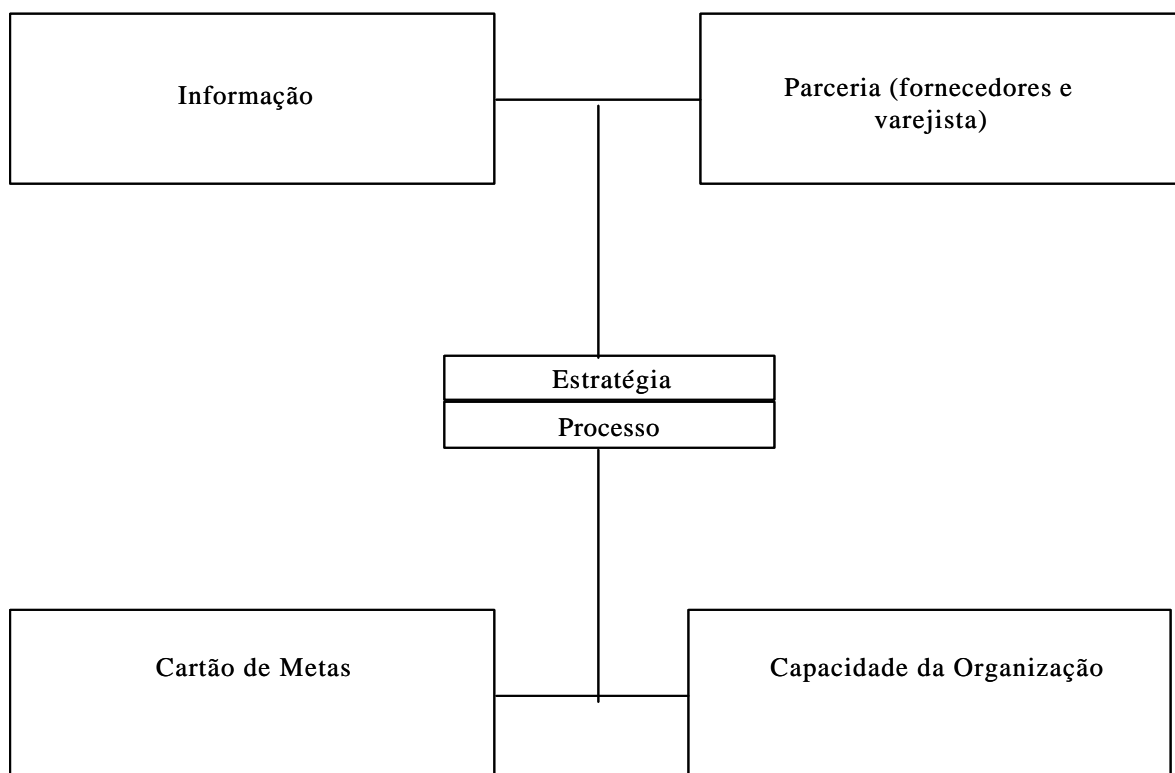 Informação
Parceria (fornecedores e
varejista)
Estratégia
Processo
Cartão de Metas
Capacidade da Organização